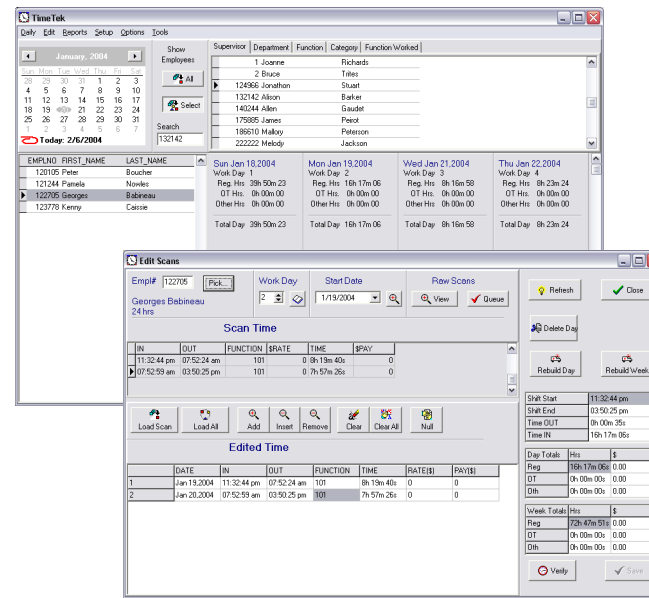 TimeTek
Daily Edit Reports Setup Options Tools
January, 2004
Sun Mon Tue Wed Thu Fri Sat
28 29 30 31 1 2 3
4 5 6 7 8 9 10
11 12 13 14 15 16 17
18 19 21 22 23 24
25 26 27 28 29 30 31
1 2 3 4 5 6 7
Today: 2/6/2004
Show
Employees
All
Select
Search
132142
Supervisor Department Function Category Function Worked
1 Joanne Richards
2 Bruce Trites
124966 Jonathon Stuart
132142 Alison Barker
140244 Allen Gaudet
175885 James Peirot
186610 Mallory Peterson
222222 Melody Jackson
EMPLNO FIRST_NAME LAST_NAME
120105 Peter Boucher
121244 Pamela Nowles
122705 Georges Babineau
123778 Kenny Caissie
Sun Jan 18,2004 Mon Jan 19,2004 Wed Jan 21,2004 Thu Jan 22,2004
Work Day 1 Work Day 2 Work Day 3 Work Day 4
Reg. Hrs 39h 50m 23 Reg. Hrs 16h 17m 06 Reg. Hrs 8h 16m 58 Reg. Hrs 8h 23m 24
OT Hrs. 0h 00m 00 OT Hrs. 0h 00m 00 OT Hrs. 0h 00m 00 OT Hrs. 0h 00m 00
Other Hrs 0h 00m 00 Other Hrs 0h 00m 00 Other Hrs 0h 00m 00 Other Hrs 0h 00m 00
Total Day 39h 50m 23 Total Day 16h 17m 06 Total Day 8h 16m 58 Total Day 8h 23m 24
Edit Scans
Empl# 122705 Pick...
Georges Babineau
24 hrs
Work Day
2
Start Date
1/19/2004
Raw Scans
View Queue
Refresh Close
Delete Day
Rebuild Day Rebuild Week
Scan Time
IN OUT FUNCTION $RATE TIME $PAY
11:32:44 pm 07:52:24 am 101 0 8h 19m 40s 0
07:52:59 am 03:50:25 pm 101 0 7h 57m 26s 0
Load Scan Load All Add Insert Remove Clear Clear All Null
Edited Time
DATE IN OUT FUNCTION TIME RATE($) PAY($)
1 Jan 19,2004 11:32:44 pm 07:52:24 am 101 8h 19m 40s 0 0
2 Jan 20,2004 07:52:59 am 03:50:25 pm 101 7h 57m 26s 0 0
Shift Start 11:32:44 pm
Shift End 03:50:25 pm
Time OUT 0h 00m 35s
Time IN 16h 17m 06s
Day Totals Hrs $
Reg 16h 17m 06s 0.00
OT 0h 00m 00s 0.00
Oth 0h 00m 00s 0.00
Week Totals Hrs $
Reg 72h 47m 51s 0.00
OT 0h 00m 00s 0.00
Oth 0h 00m 00s 0.00
Verify Save